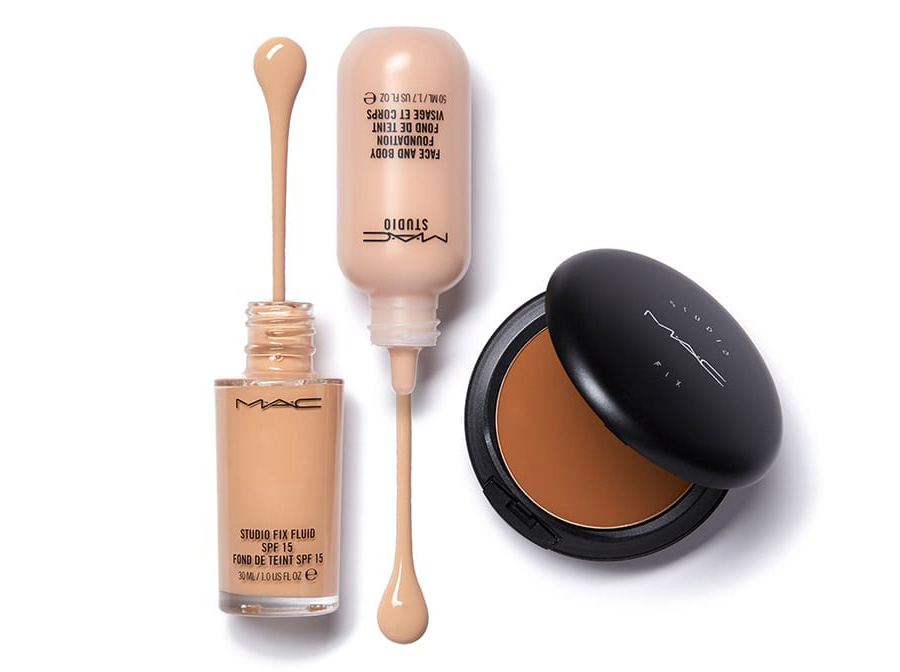 M·A·C
STUDIO FIX FLUID
SPF 15
FOND DE TEINT SPF 15
30 ML / 1.0 US FL OZ ℮
M·A·C
STUDIO
FACE AND BODY
FOUNDATION
FOND DE TEINT
VISAGE ET CORPS
50 ML / 1.7 US FL OZ ℮
STUDIO
M·A·C
FIX